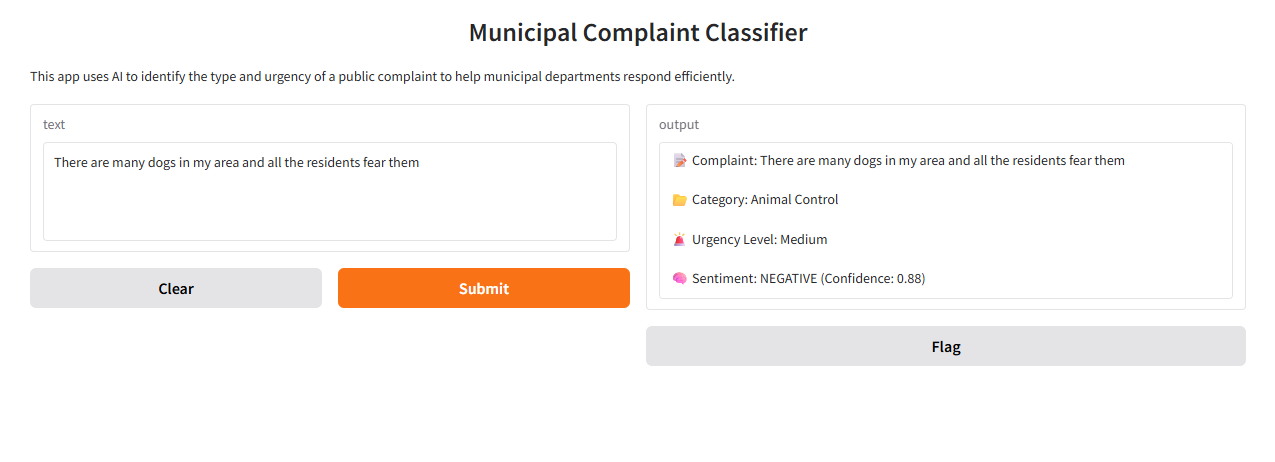 Municipal Complaint Classifier
This app uses AI to identify the type and urgency of a public complaint to help municipal departments respond efficiently.
text
There are many dogs in my area and all the residents fear them
Clear
Submit
output
📝 Complaint: There are many dogs in my area and all the residents fear them
📁 Category: Animal Control
🚨 Urgency Level: Medium
🧠 Sentiment: NEGATIVE (Confidence: 0.88)
Flag